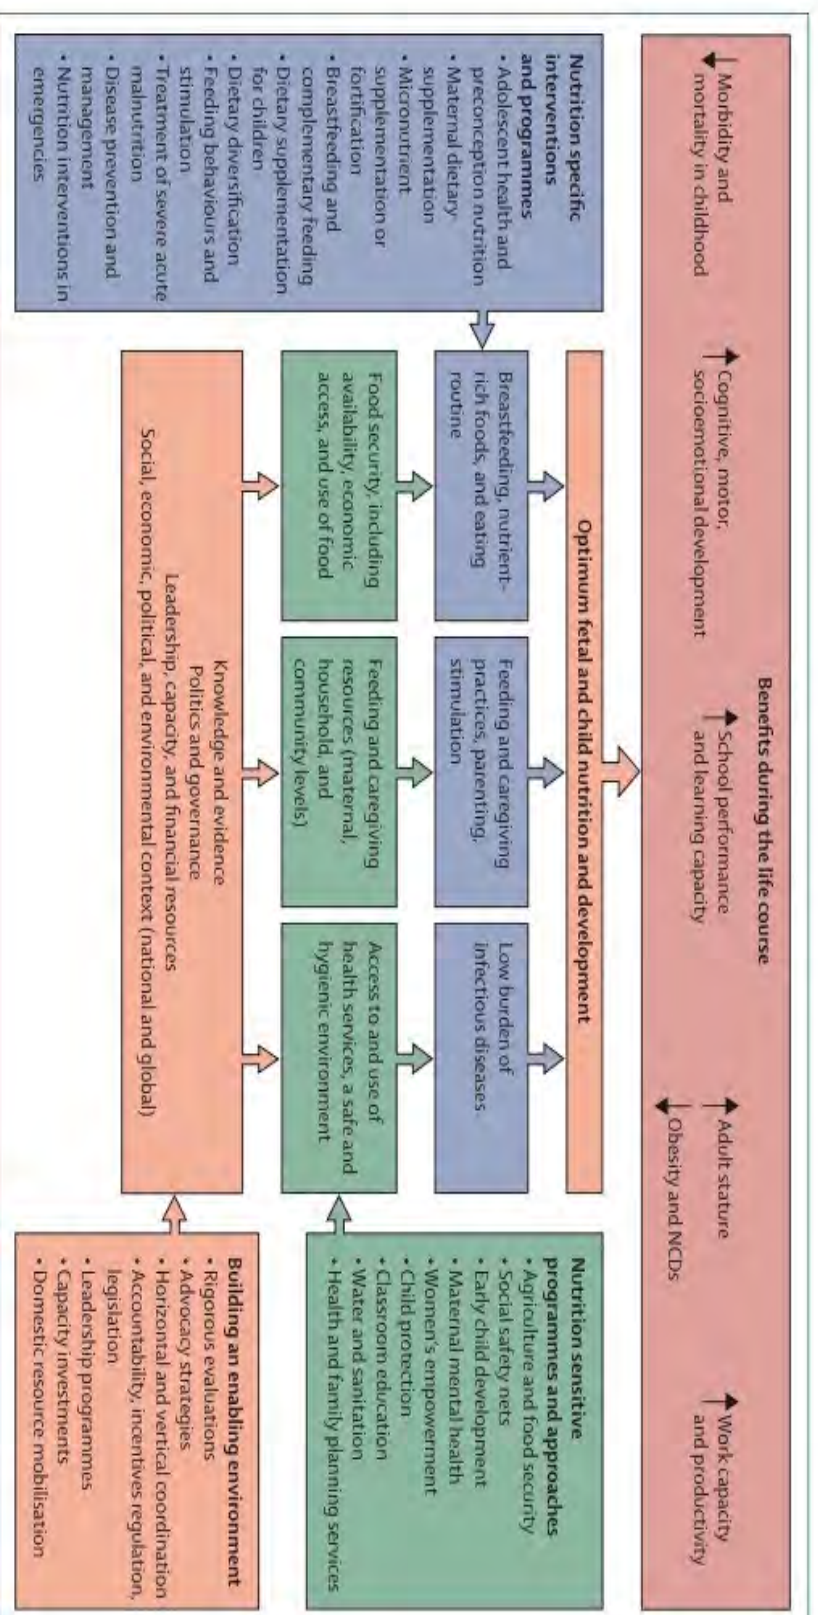 Benefits during the life course
Morbidity and
mortality in childhood
Cognitive, motor,
socioemotional development
School performance
and learning capacity
Adult stature
Obesity and NCDs
Work capacity
and productivity
Nutrition specific
interventions
and programmes
• Adolescent health and
preconception nutrition
• Maternal dietary
supplementation
• Micronutrient
supplementation or
fortification
• Breastfeeding and
complementary feeding
• Dietary supplementation
for children
• Dietary diversification
• Feeding behaviours and
stimulation
• Treatment of severe acute
malnutrition
• Disease prevention and
management
• Nutrition interventions in
emergencies
Optimum fetal and child nutrition and development
Breastfeeding, nutrient-
rich foods, and eating
routine
Feeding and caregiving
practices, parenting,
stimulation
Low burden of
infectious diseases
Food security, including
availability, economic
access, and use of food
Feeding and caregiving
resources (maternal,
household, and
community levels)
Access to and use of
health services, a safe and
hygienic environment
Knowledge and evidence
Politics and governance
Leadership, capacity, and financial resources
Social, economic, political, and environmental context (national and global)
Nutrition sensitive
programmes and approaches
• Agriculture and food security
• Social safety nets
• Early child development
• Maternal mental health
• Women's empowerment
• Child protection
• Classroom education
• Water and sanitation
• Health and family planning services
Building an enabling environment
• Rigorous evaluations
• Advocacy strategies
• Horizontal and vertical coordination
• Accountability, incentives regulation,
legislation
• Leadership programmes
• Capacity investments
• Domestic resource mobilisation